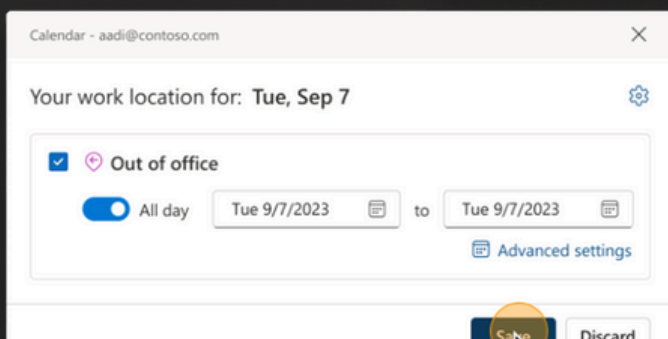 Calendar - aadi@contoso.com
Your work location for: Tue, Sep 7
Out of office
All day Tue 9/7/2023 to Tue 9/7/2023
Advanced settings
Save Discard